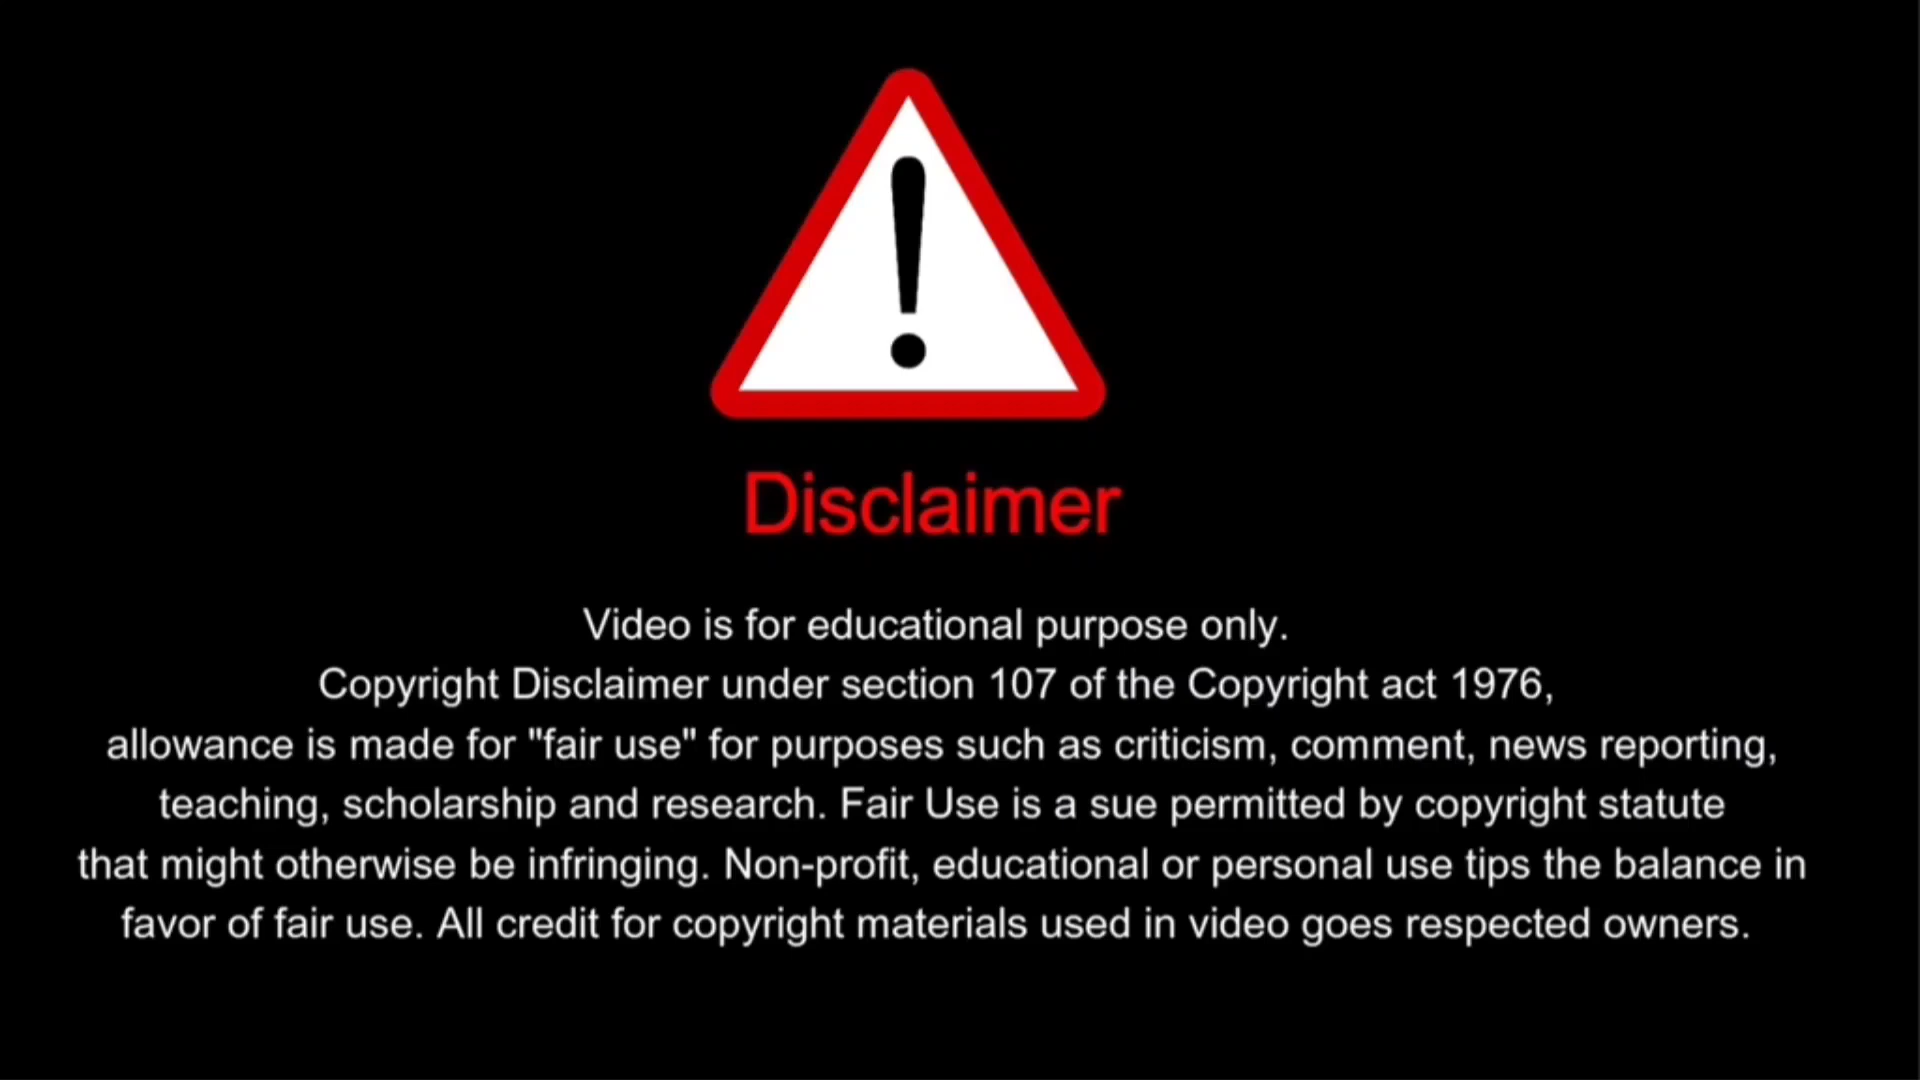 Disclaimer
Video is for educational purpose only.
Copyright Disclaimer under section 107 of the Copyright act 1976,
allowance is made for "fair use" for purposes such as criticism, comment, news reporting,
teaching, scholarship and research. Fair Use is a sue permitted by copyright statute
that might otherwise be infringing. Non-profit, educational or personal use tips the balance in
favor of fair use. All credit for copyright materials used in video goes respected owners.